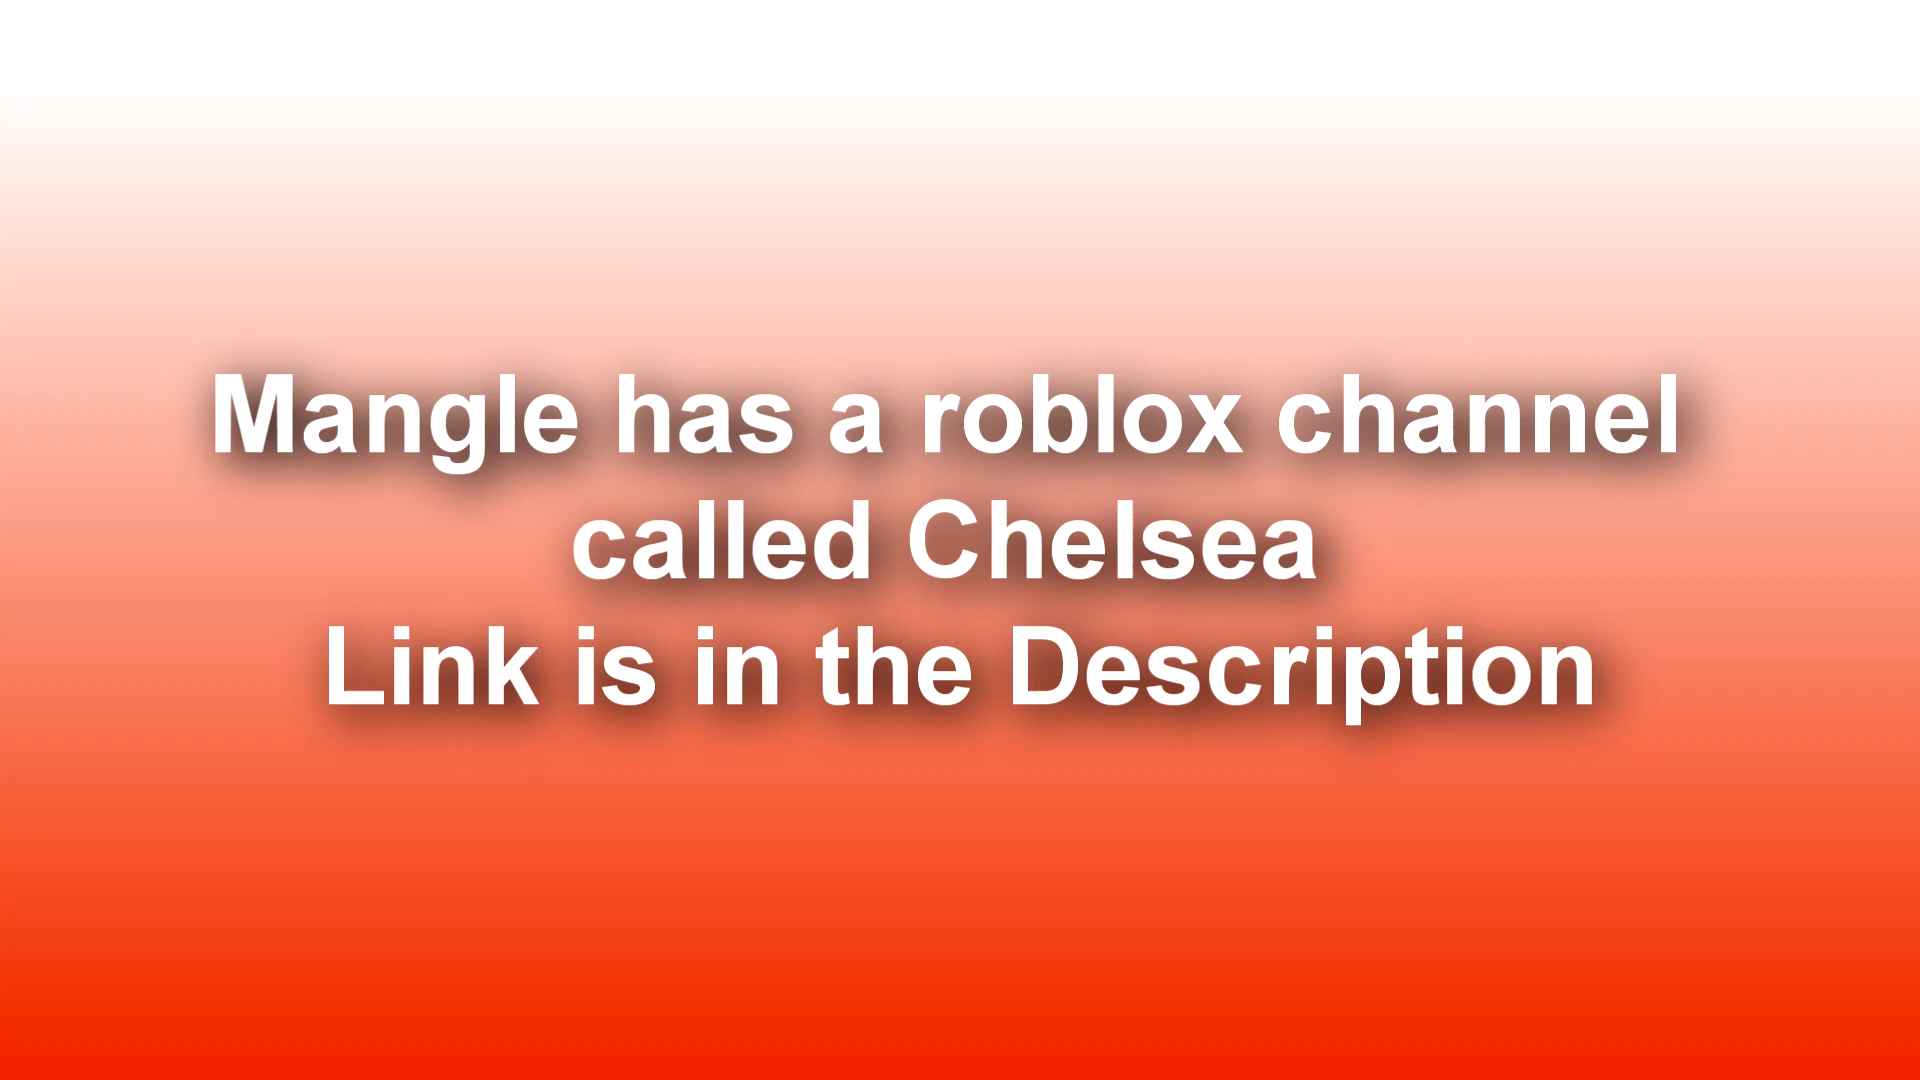 Mangle has a roblox channel
called Chelsea
Link is in the Description